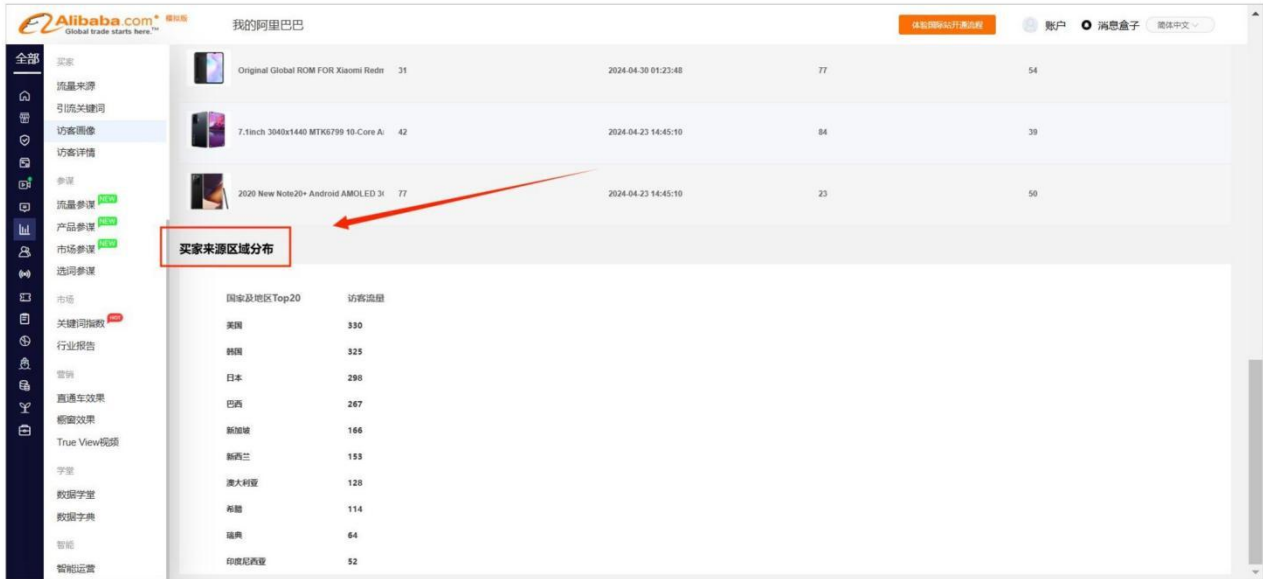 Alibaba.com 模拟版
Global trade starts here.™
我的阿里巴巴
体验国际站开通流程
账户
消息盒子
简体中文
全部
买家
流量来源
引流关键词
访客画像
访客详情
参谋
流量参谋 NEW
产品参谋 NEW
市场参谋 NEW
选词参谋
市场
关键词指数 HOT
行业报告
营销
直通车效果
橱窗效果
True View视频
学堂
数据学堂
数据字典
智能
智能运营
Original Global ROM FOR Xiaomi Redm 31 2024-04-30 01:23:48 77 54
7.1inch 3040x1440 MTK6799 10-Core A 42 2024-04-23 14:45:10 84 39
2020 New Note20+ Android AMOLED 77 2024-04-23 14:45:10 23 50
买家来源区域分布
国家及地区Top20 访客流量
美国 330
韩国 325
日本 298
巴西 267
新加坡 166
新西兰 153
澳大利亚 128
希腊 114
瑞典 64
印度尼西亚 52